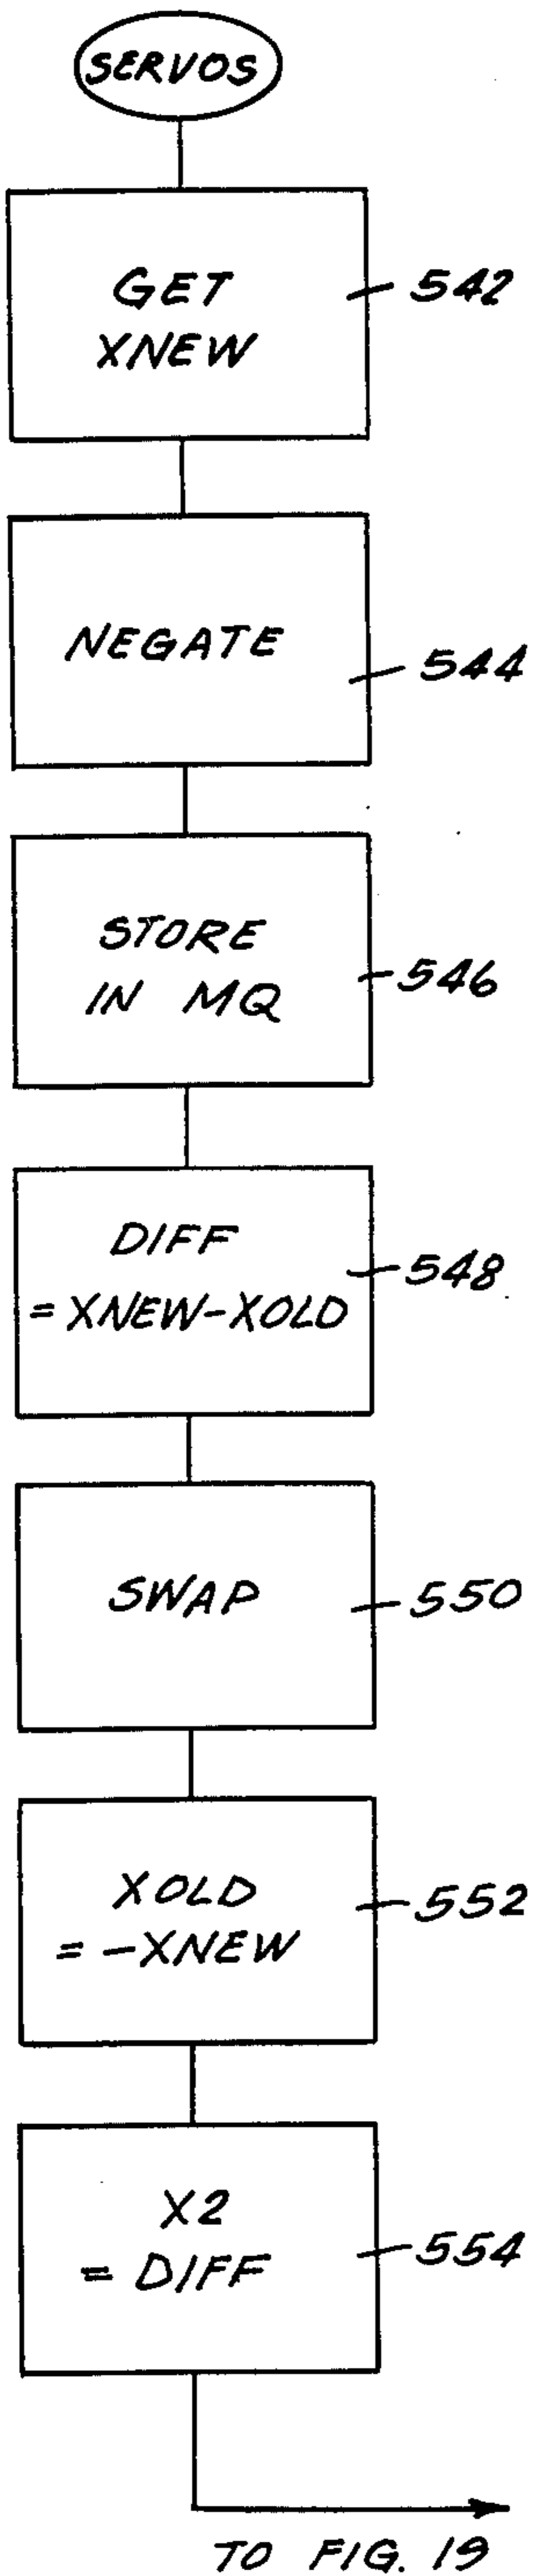 SERVOS
GET
XNEW
542
NEGATE
544
STORE
IN MQ
546
DIFF
= XNEW-XOLD
548
SWAP
550
XOLD
= -XNEW
552
X2
= DIFF
554
TO FIG. 19